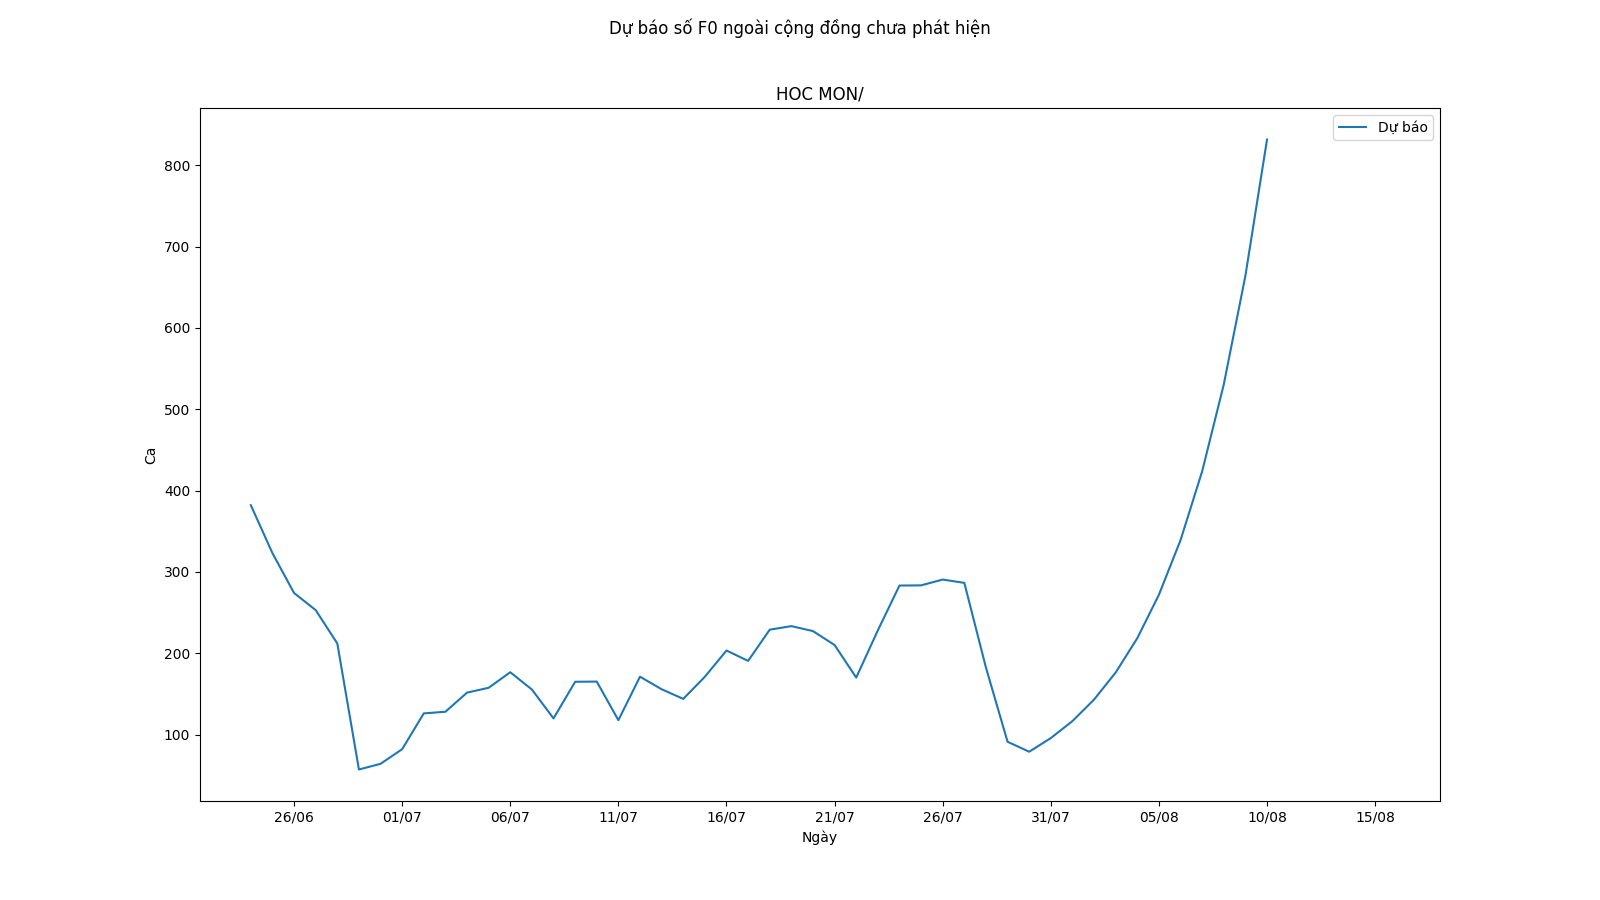 Dự báo số F0 ngoài cộng đồng chưa phát hiện
HOC MON/
Dự báo
800
700
600
500
400
300
200
100
Ca
26/06 01/07 06/07 11/07 16/07 21/07 26/07 31/07 05/08 10/08 15/08
Ngày